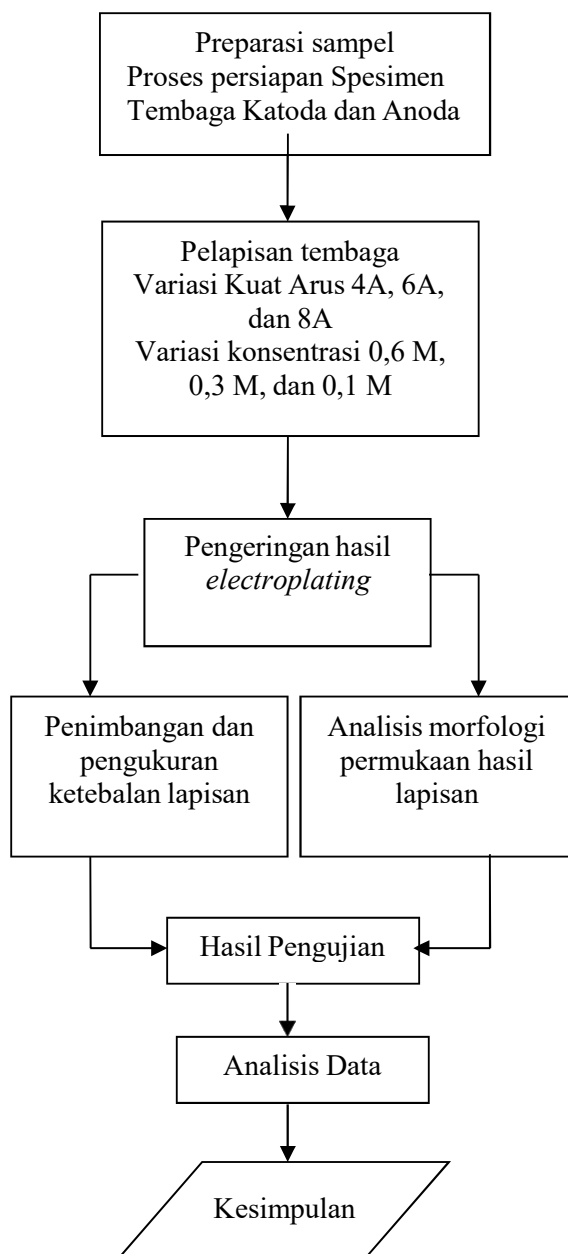 Preparasi sampel
Proses persiapan Spesimen
Tembaga Katoda dan Anoda
Pelapisan tembaga
Variasi Kuat Arus 4A, 6A,
dan 8A
Variasi konsentrasi 0,6 M,
0,3 M, dan 0,1 M
Pengeringan hasil
electroplating
Penimbangan dan
pengukuran
ketebalan lapisan
Analisis morfologi
permukaan hasil
lapisan
Hasil Pengujian
Analisis Data
Kesimpulan